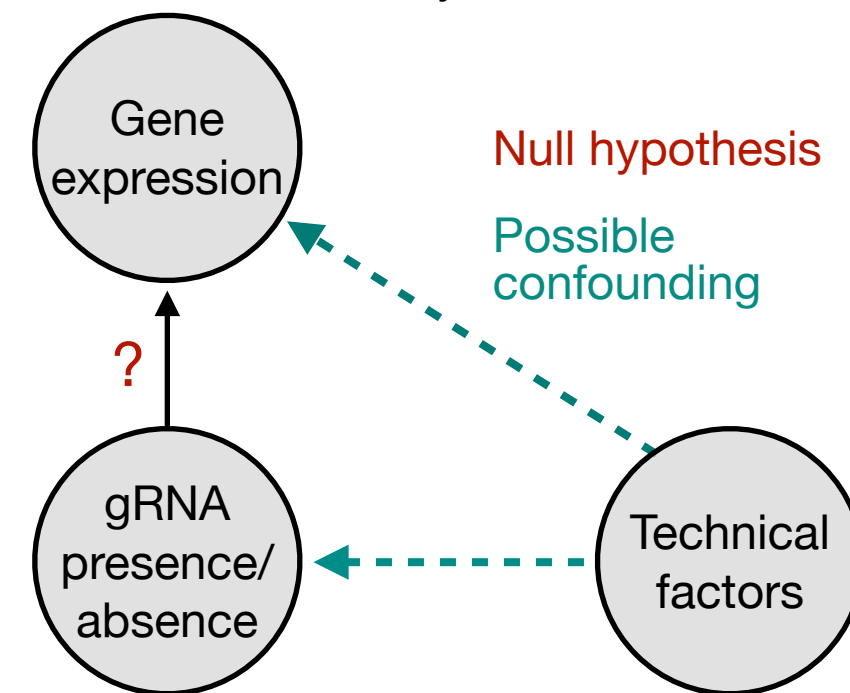 Gene
expression
Null hypothesis
Possible
confounding
?
gRNA
presence/
absence
Technical
factors